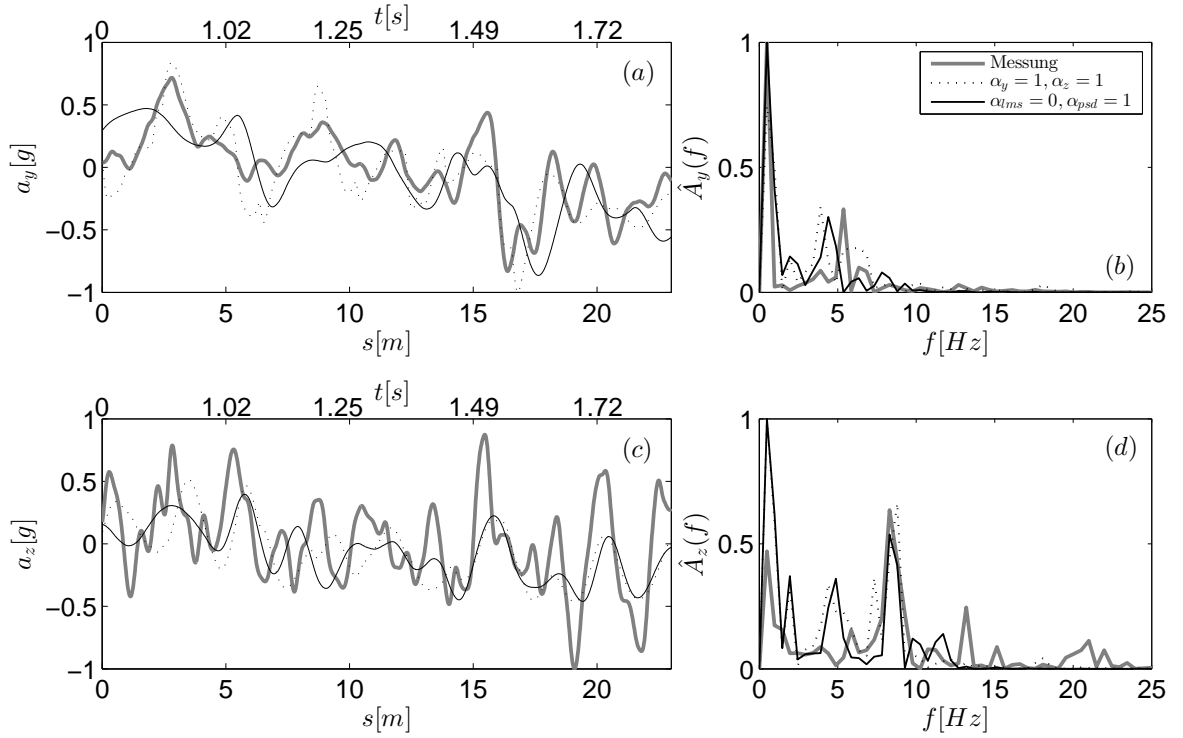 t[s]
0 1.02 1.25 1.49 1.72
1
0.5
0
−0.5
−1
a_y[g]
(a)
0 5 10 15 20
s[m]
1
0.5
0
Â_y(f)
Messung
α_y = 1, α_z = 1
α_lms = 0, α_psd = 1
(b)
0 5 10 15 20 25
f[Hz]
t[s]
0 1.02 1.25 1.49 1.72
1
0.5
0
−0.5
−1
a_z[g]
(c)
0 5 10 15 20
s[m]
1
0.5
0
Â_z(f)
(d)
0 5 10 15 20 25
f[Hz]